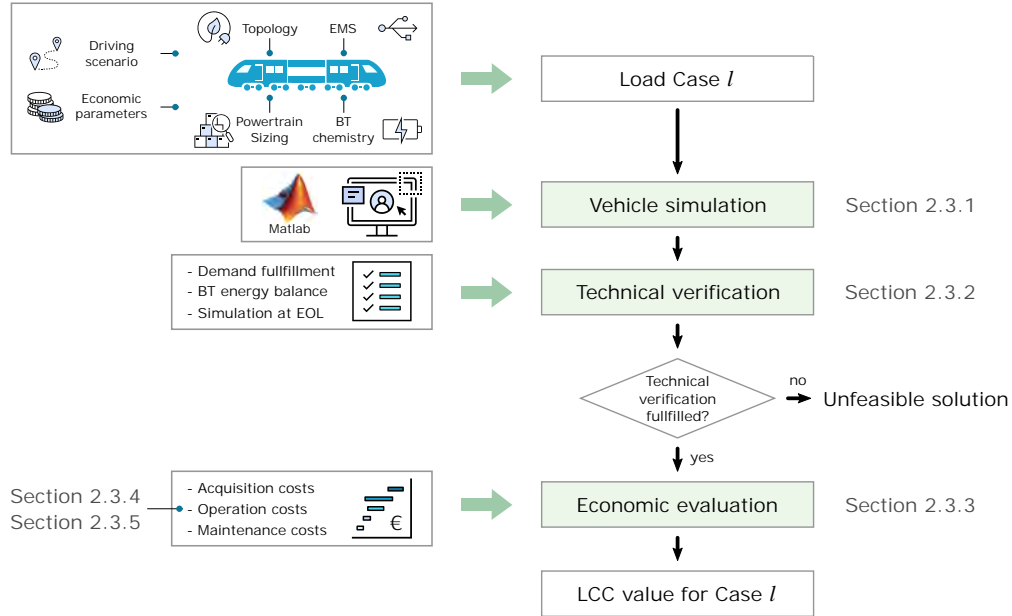 Driving
scenario
Economic
parameters
Topology
EMS
Powertrain
Sizing
BT
chemistry
Load Case l
Matlab
Vehicle simulation
Section 2.3.1
- Demand fullfillment
- BT energy balance
- Simulation at EOL
Technical verification
Section 2.3.2
Technical
verification
fullfilled?
no
Unfeasible solution
yes
Section 2.3.4
Section 2.3.5
- Acquisition costs
- Operation costs
- Maintenance costs
€
Economic evaluation
Section 2.3.3
LCC value for Case l